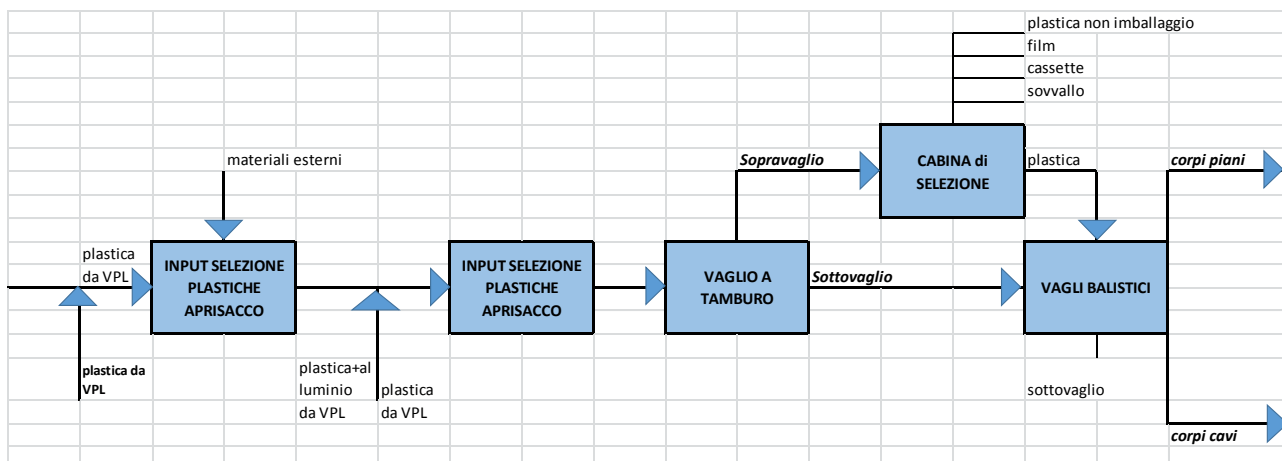 plastica non imballaggio
film
cassette
sovvallo
materiali esterni
Sopravaglio
CABINA di
SELEZIONE
plastica
corpi piani
plastica
da VPL
INPUT SELEZIONE
PLASTICHE
APRISACCO
INPUT SELEZIONE
PLASTICHE
APRISACCO
VAGLIO A
TAMBURO
Sottovaglio
VAGLI BALISTICI
plastica da
VPL
plastica+al
luminio
da VPL
plastica
da VPL
sottovaglio
corpi cavi